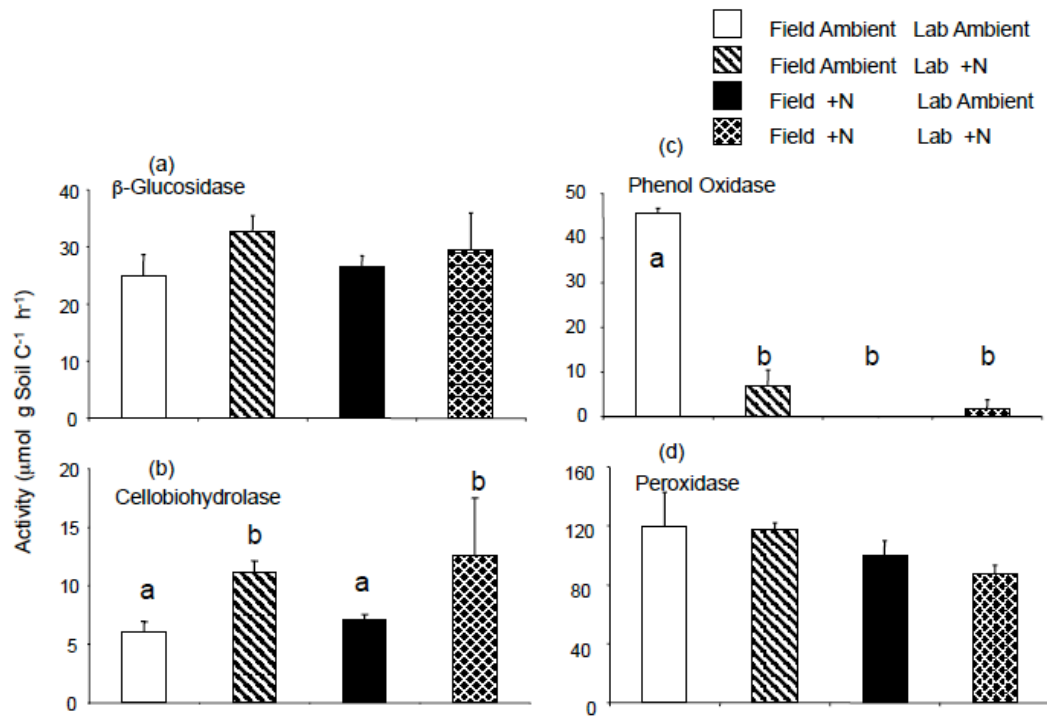 Field Ambient Lab Ambient
Field Ambient Lab +N
Field +N Lab Ambient
Field +N Lab +N
Activity (μmol g Soil C⁻¹ h⁻¹)
(a)
β-Glucosidase
40
30
20
10
0
(b)
Cellobiohydrolase
20
15
10
5
0
a
b
a
b
(c)
Phenol Oxidase
50
40
30
20
10
0
a
b
b
b
(d)
Peroxidase
160
120
80
40
0